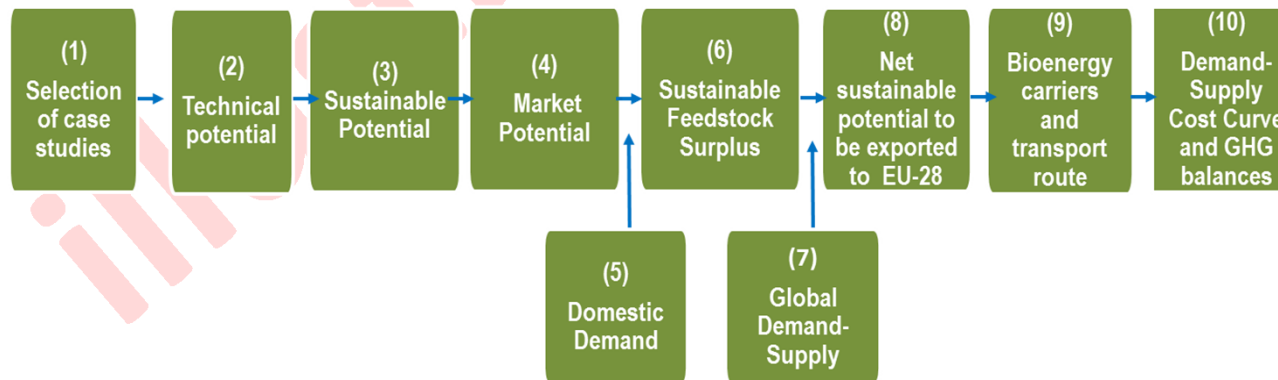 (1)
Selection
of case
studies
(2)
Technical
potential
(3)
Sustainable
Potential
(4)
Market
Potential
(6)
Sustainable
Feedstock
Surplus
(8)
Net
sustainable
potential to
be exported
to EU-28
(9)
Bioenergy
carriers
and
transport
route
(10)
Demand-
Supply
Cost Curve
and GHG
balances
(5)
Domestic
Demand
(7)
Global
Demand-
Supply